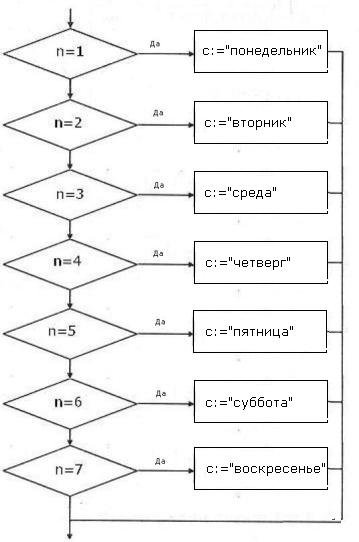 n=1
Да
c:="понедельник"
n=2
Да
c:="вторник"
n=3
Да
c:="среда"
n=4
Да
c:="четверг"
n=5
Да
c:="пятница"
n=6
Да
c:="суббота"
n=7
Да
c:="воскресенье"